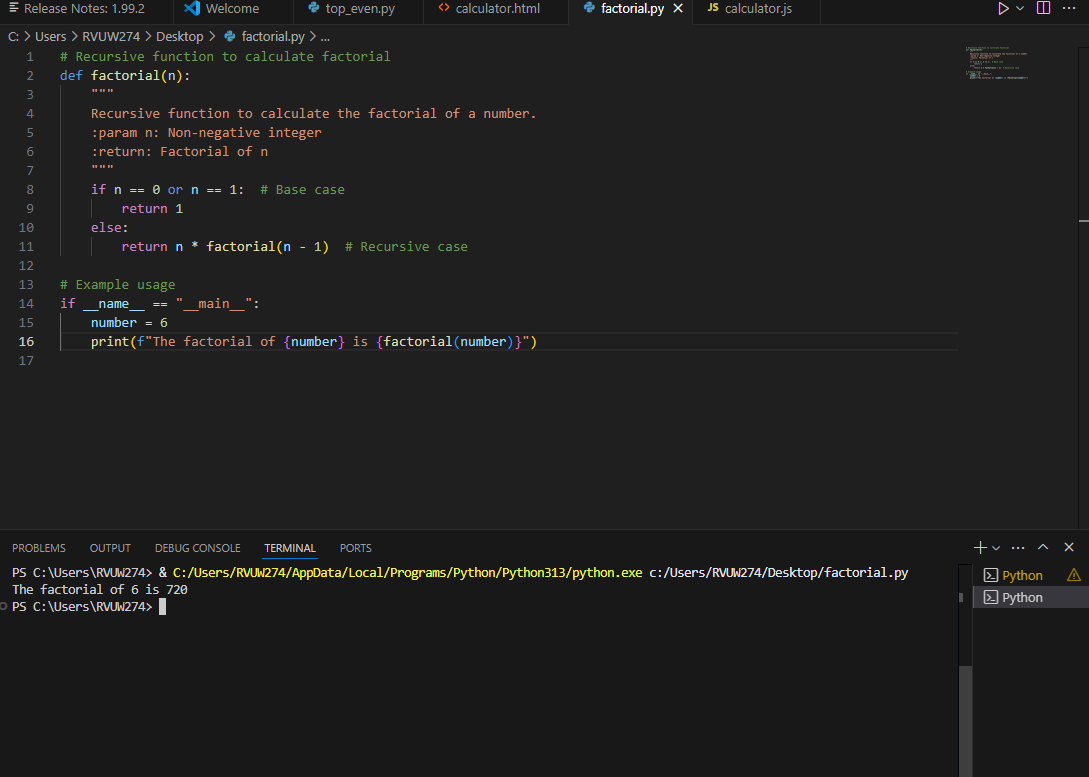 Release Notes: 1.99.2
Welcome
top_even.py
calculator.html
factorial.py
JS calculator.js
C: > Users > RVUW274 > Desktop > factorial.py > ...
1 # Recursive function to calculate factorial
2 def factorial(n):
3     """
4     Recursive function to calculate the factorial of a number.
5     :param n: Non-negative integer
6     :return: Factorial of n
7     """
8     if n == 0 or n == 1:  # Base case
9         return 1
10     else:
11         return n * factorial(n - 1)  # Recursive case
12
13 # Example usage
14 if __name__ == "__main__":
15     number = 6
16     print(f"The factorial of {number} is {factorial(number)}")
17
PROBLEMS OUTPUT DEBUG CONSOLE TERMINAL PORTS
PS C:\Users\RVUW274> & C:/Users/RVUW274/AppData/Local/Programs/Python/Python313/python.exe c:/Users/RVUW274/Desktop/factorial.py
The factorial of 6 is 720
PS C:\Users\RVUW274>
Python
Python